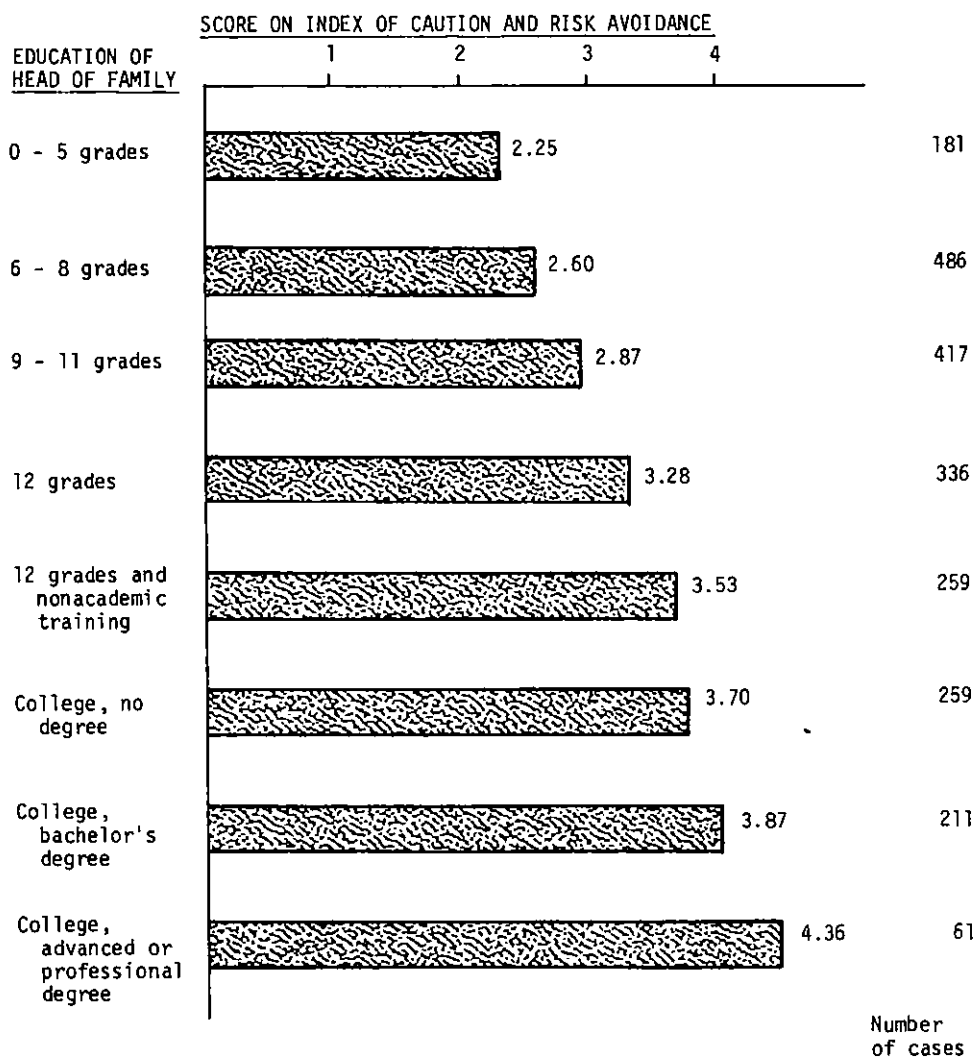 SCORE ON INDEX OF CAUTION AND RISK AVOIDANCE
EDUCATION OF
HEAD OF FAMILY
1 2 3 4
0 - 5 grades 2.25 181
6 - 8 grades 2.60 486
9 - 11 grades 2.87 417
12 grades 3.28 336
12 grades and
nonacademic 3.53 259
training
College, no 3.70 259
degree
College,
bachelor's 3.87 211
degree
College, 4.36 61
advanced or
professional
degree
Number
of cases